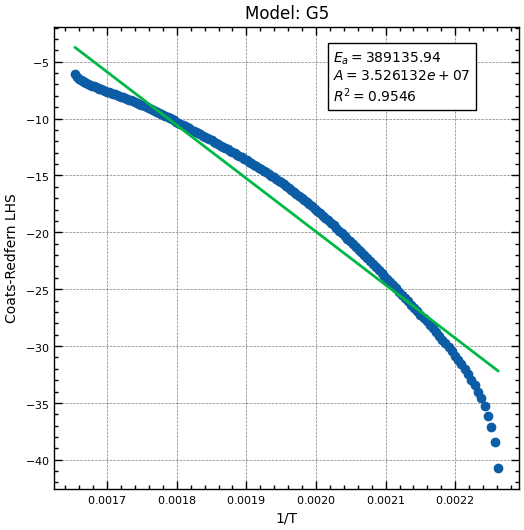 Model: G5
E_a = 389135.94
A = 3.526132e + 07
R^2 = 0.9546
Coats-Redfern LHS
−5
−10
−15
−20
−25
−30
−35
−40
0.0017 0.0018 0.0019 0.0020 0.0021 0.0022
1/T